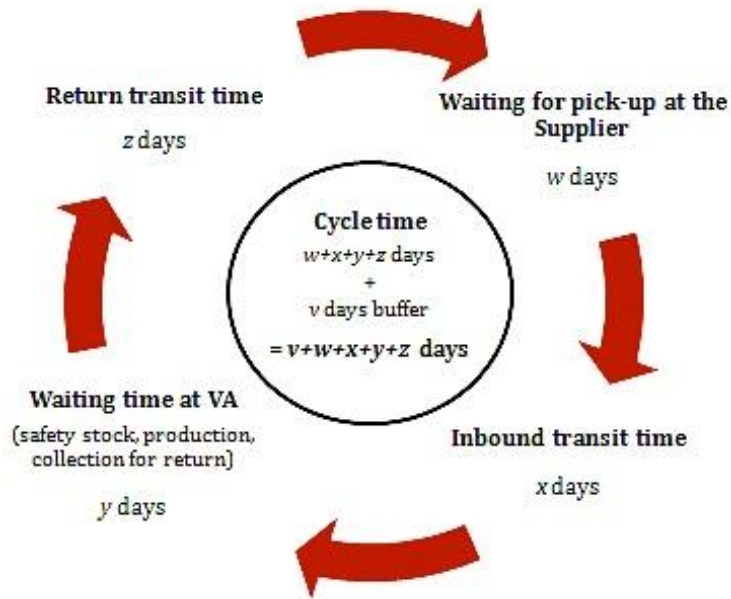 Return transit time
z days
Waiting for pick-up at the
Supplier
w days
Cycle time
w+x+y+z days
+
v days buffer
= v+w+x+y+z days
Waiting time at VA
(safety stock, production,
collection for return)
y days
Inbound transit time
x days